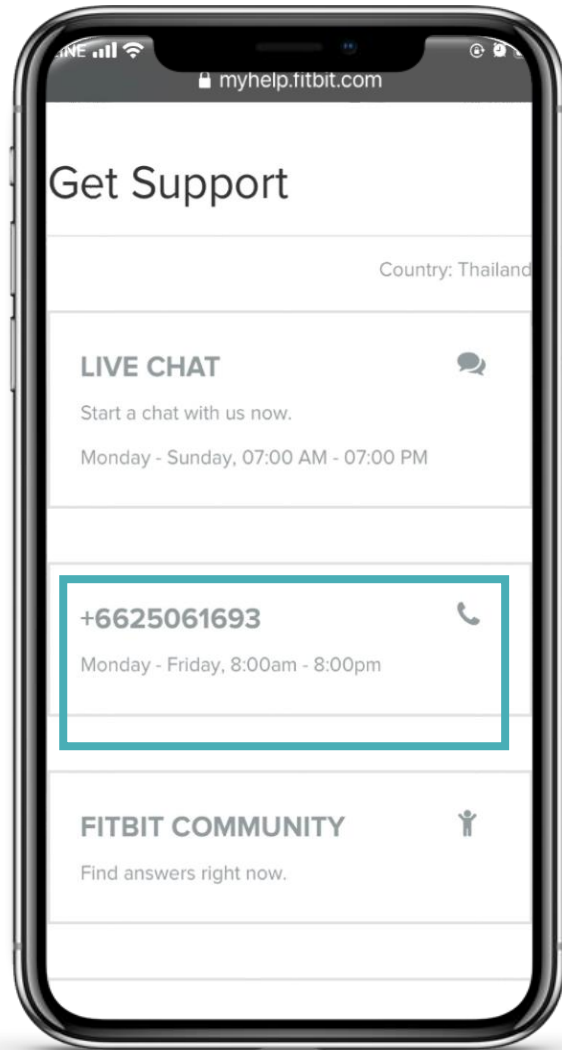 myhelp.fitbit.com
Get Support
Country: Thailand
LIVE CHAT
Start a chat with us now.
Monday - Sunday, 07:00 AM - 07:00 PM
+6625061693
Monday - Friday, 8:00am - 8:00pm
FITBIT COMMUNITY
Find answers right now.